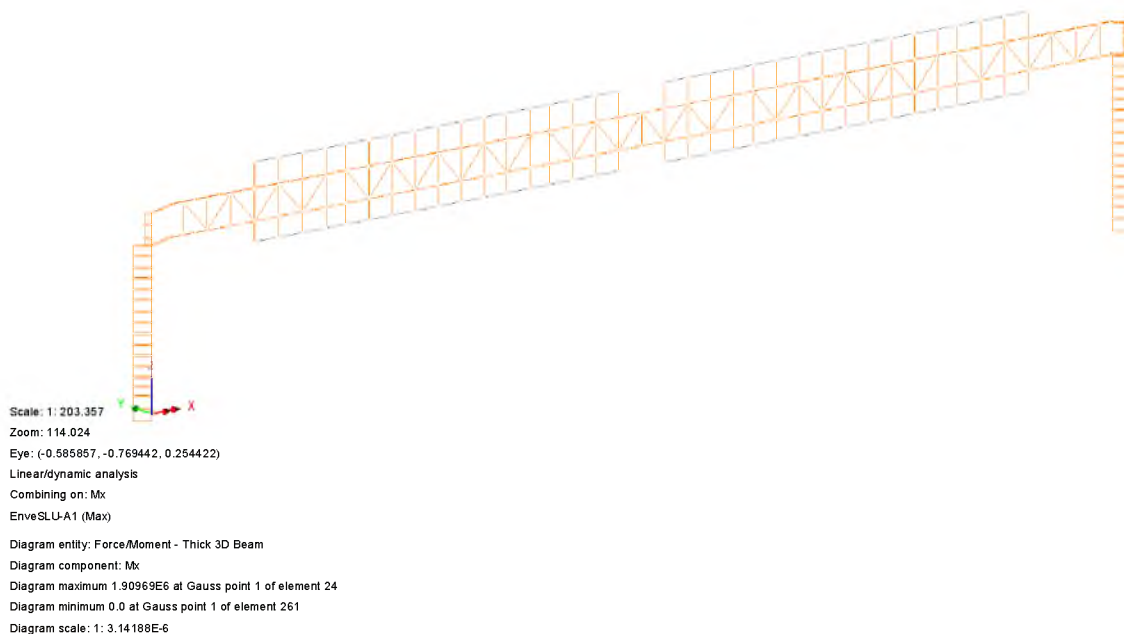 Z
Y
X
Scale: 1: 203.357
Zoom: 114.024
Eye: (-0.585857, -0.769442, 0.254422)
Linear/dynamic analysis
Combining on: Mx
EnveSLU-A1 (Max)
Diagram entity: Force/Moment - Thick 3D Beam
Diagram component: Mx
Diagram maximum 1.90969E6 at Gauss point 1 of element 24
Diagram minimum 0.0 at Gauss point 1 of element 261
Diagram scale: 1: 3.14188E-6